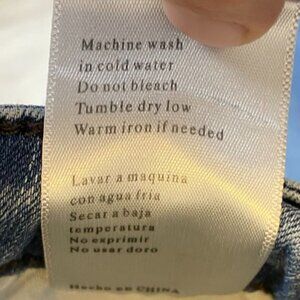 Machine wash
in cold water
Do not bleach
Tumble dry low
Warm iron if needed
Lavar a maquina
con agua fria
Secar a baja
temperatura
No exprimir
No usar doro
Hecho en CHINA